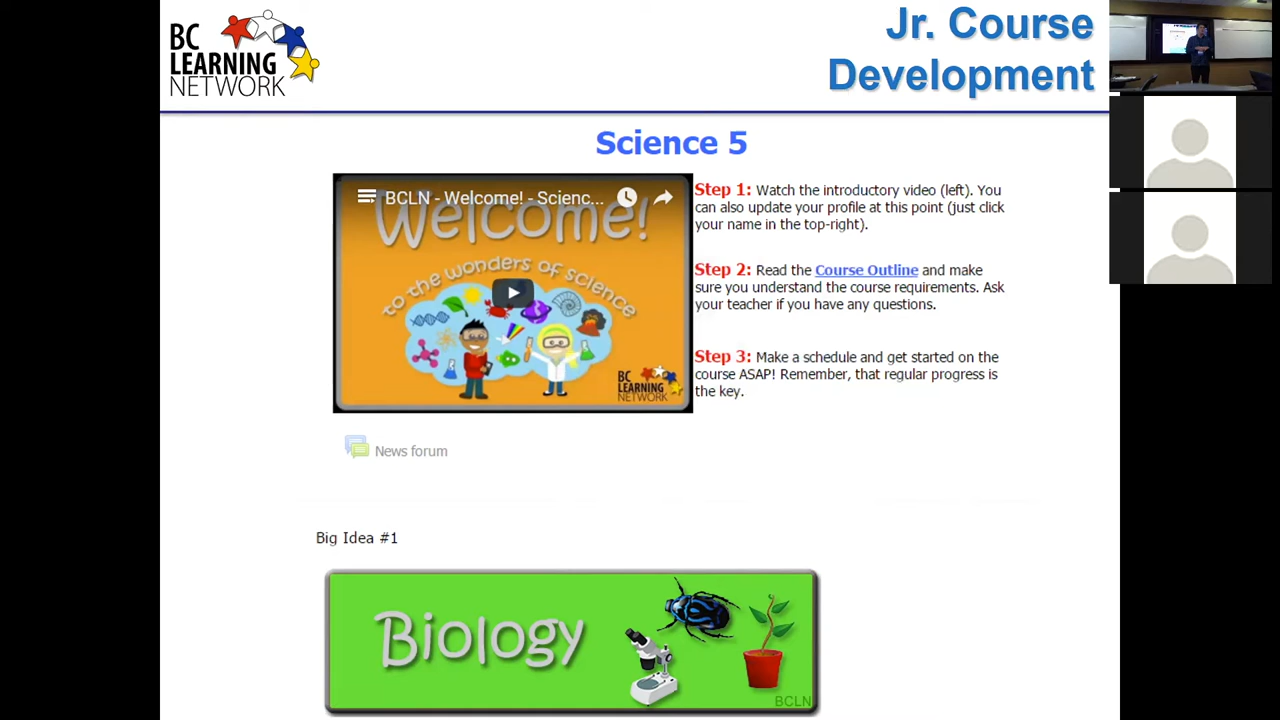 BC
LEARNING
NETWORK
Jr. Course
Development
Science 5
BCLN - Welcome! - Scienc...
Welcome!
to the wonders of science
BC
LEARNING
NETWORK
Step 1: Watch the introductory video (left). You
can also update your profile at this point (just click
your name in the top-right).
Step 2: Read the Course Outline and make
sure you understand the course requirements. Ask
your teacher if you have any questions.
Step 3: Make a schedule and get started on the
course ASAP! Remember, that regular progress is
the key.
News forum
Big Idea #1
Biology
BCLN